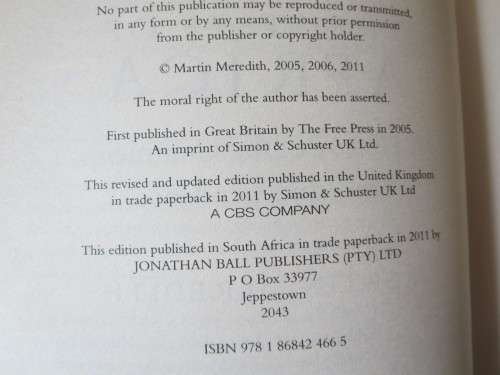 No part of this publication may be reproduced or transmitted,
in any form or by any means, without prior permission
from the publisher or copyright holder.
© Martin Meredith, 2005, 2006, 2011
The moral right of the author has been asserted.
First published in Great Britain by The Free Press in 2005.
An imprint of Simon & Schuster UK Ltd.
This revised and updated edition published in the United Kingdom
in trade paperback in 2011 by Simon & Schuster UK Ltd
A CBS COMPANY
This edition published in South Africa in trade paperback in 2011 by
JONATHAN BALL PUBLISHERS (PTY) LTD
P O Box 33977
Jeppestown
2043
ISBN 978 1 86842 466 5